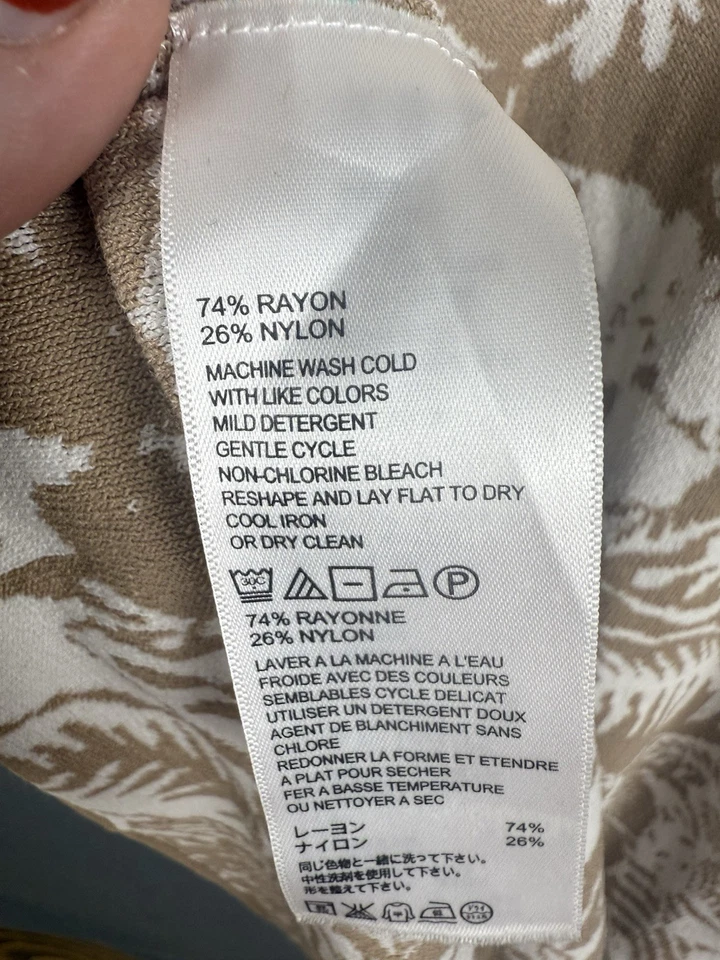 74% RAYON
26% NYLON
MACHINE WASH COLD
WITH LIKE COLORS
MILD DETERGENT
GENTLE CYCLE
NON-CHLORINE BLEACH
RESHAPE AND LAY FLAT TO DRY
COOL IRON
OR DRY CLEAN
30C P
74% RAYONNE
26% NYLON
LAVER A LA MACHINE A L'EAU
FROIDE AVEC DES COULEURS
SEMBLABLES CYCLE DELICAT
UTILISER UN DETERGENT DOUX
AGENT DE BLANCHIMENT SANS
CHLORE
REDONNER LA FORME ET ETENDRE
A PLAT POUR SECHER
FER A BASSE TEMPERATURE
OU NETTOYER A SEC
レーヨン 74%
ナイロン 26%
同じ色物と一緒に洗って下さい。
中性洗剤を使用して下さい。
形を整えて下さい。